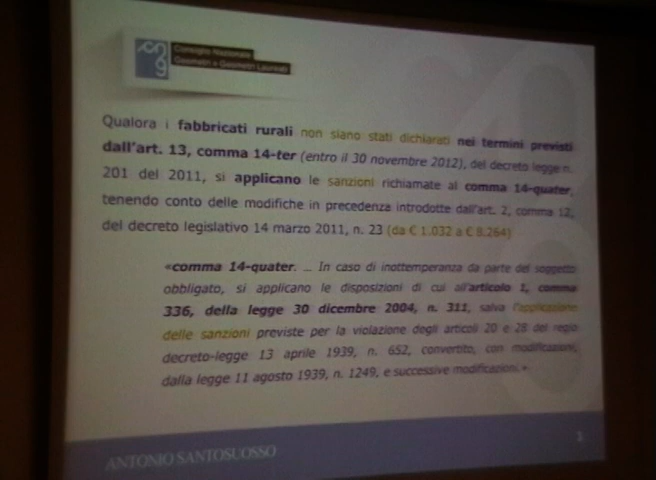 cng
Consiglio Nazionale
Geometri e Geometri Laureati
Qualora i fabbricati rurali non siano stati dichiarati nei termini previsti
dall'art. 13, comma 14-ter (entro il 30 novembre 2012), del decreto legge n.
201 del 2011, si applicano le sanzioni richiamate al comma 14-quater,
tenendo conto delle modifiche in precedenza introdotte dall'art. 2, comma 12,
del decreto legislativo 14 marzo 2011, n. 23 (da € 1.032 a € 8.264)
«comma 14-quater. … In caso di inottemperanza da parte del soggetto
obbligato, si applicano le disposizioni di cui all'articolo 1, comma
336, della legge 30 dicembre 2004, n. 311, salva l'applicazione
delle sanzioni previste per la violazione degli articoli 20 e 28 del regio
decreto-legge 13 aprile 1939, n. 652, convertito, con modificazioni,
dalla legge 11 agosto 1939, n. 1249, e successive modificazioni.»
ANTONIO SANTOSUOSSO
1